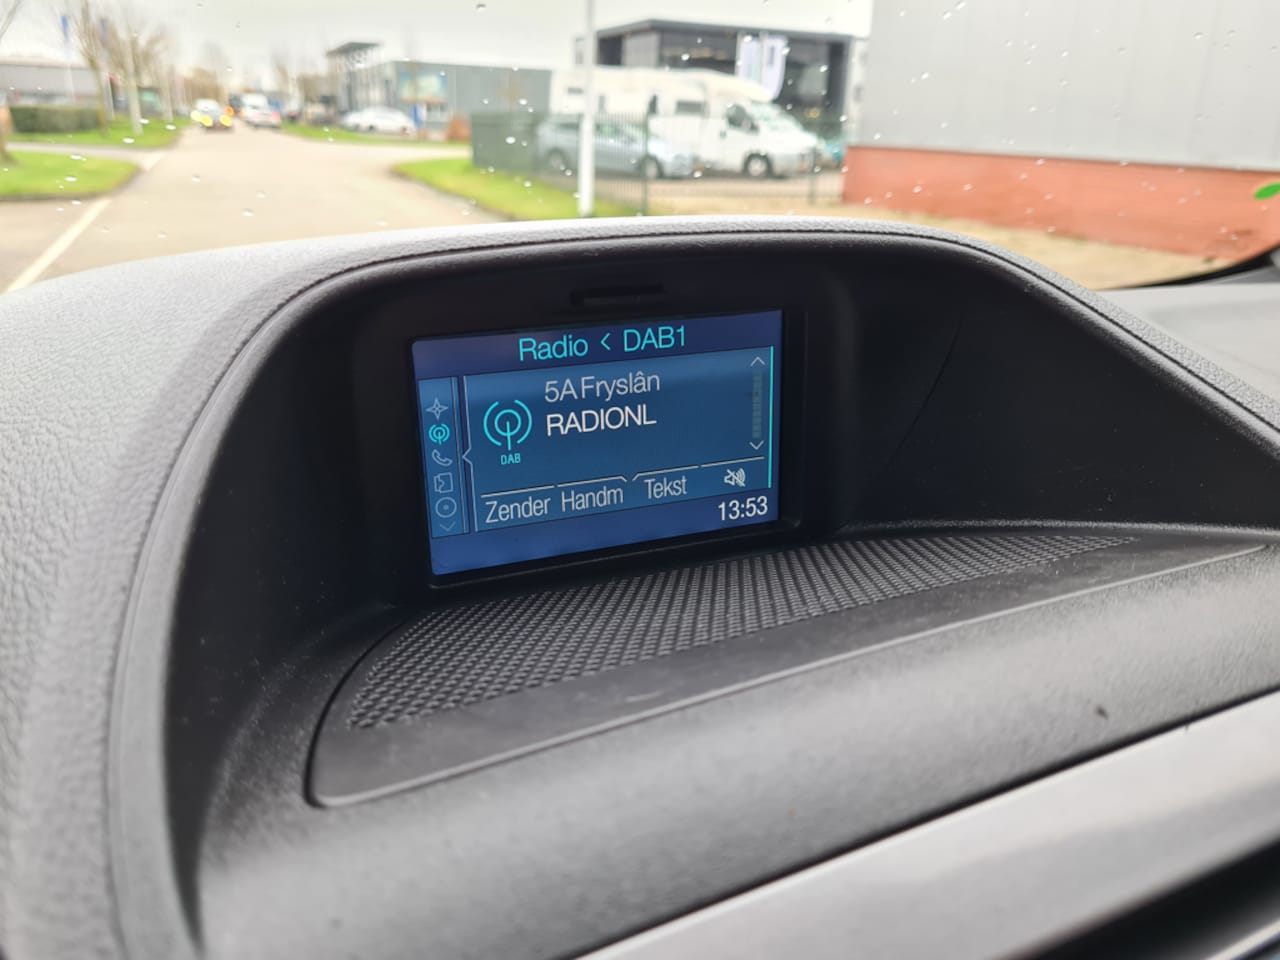 Radio < DAB1
5A Fryslân
RADIONL
DAB
Zender Handm Tekst
13:53